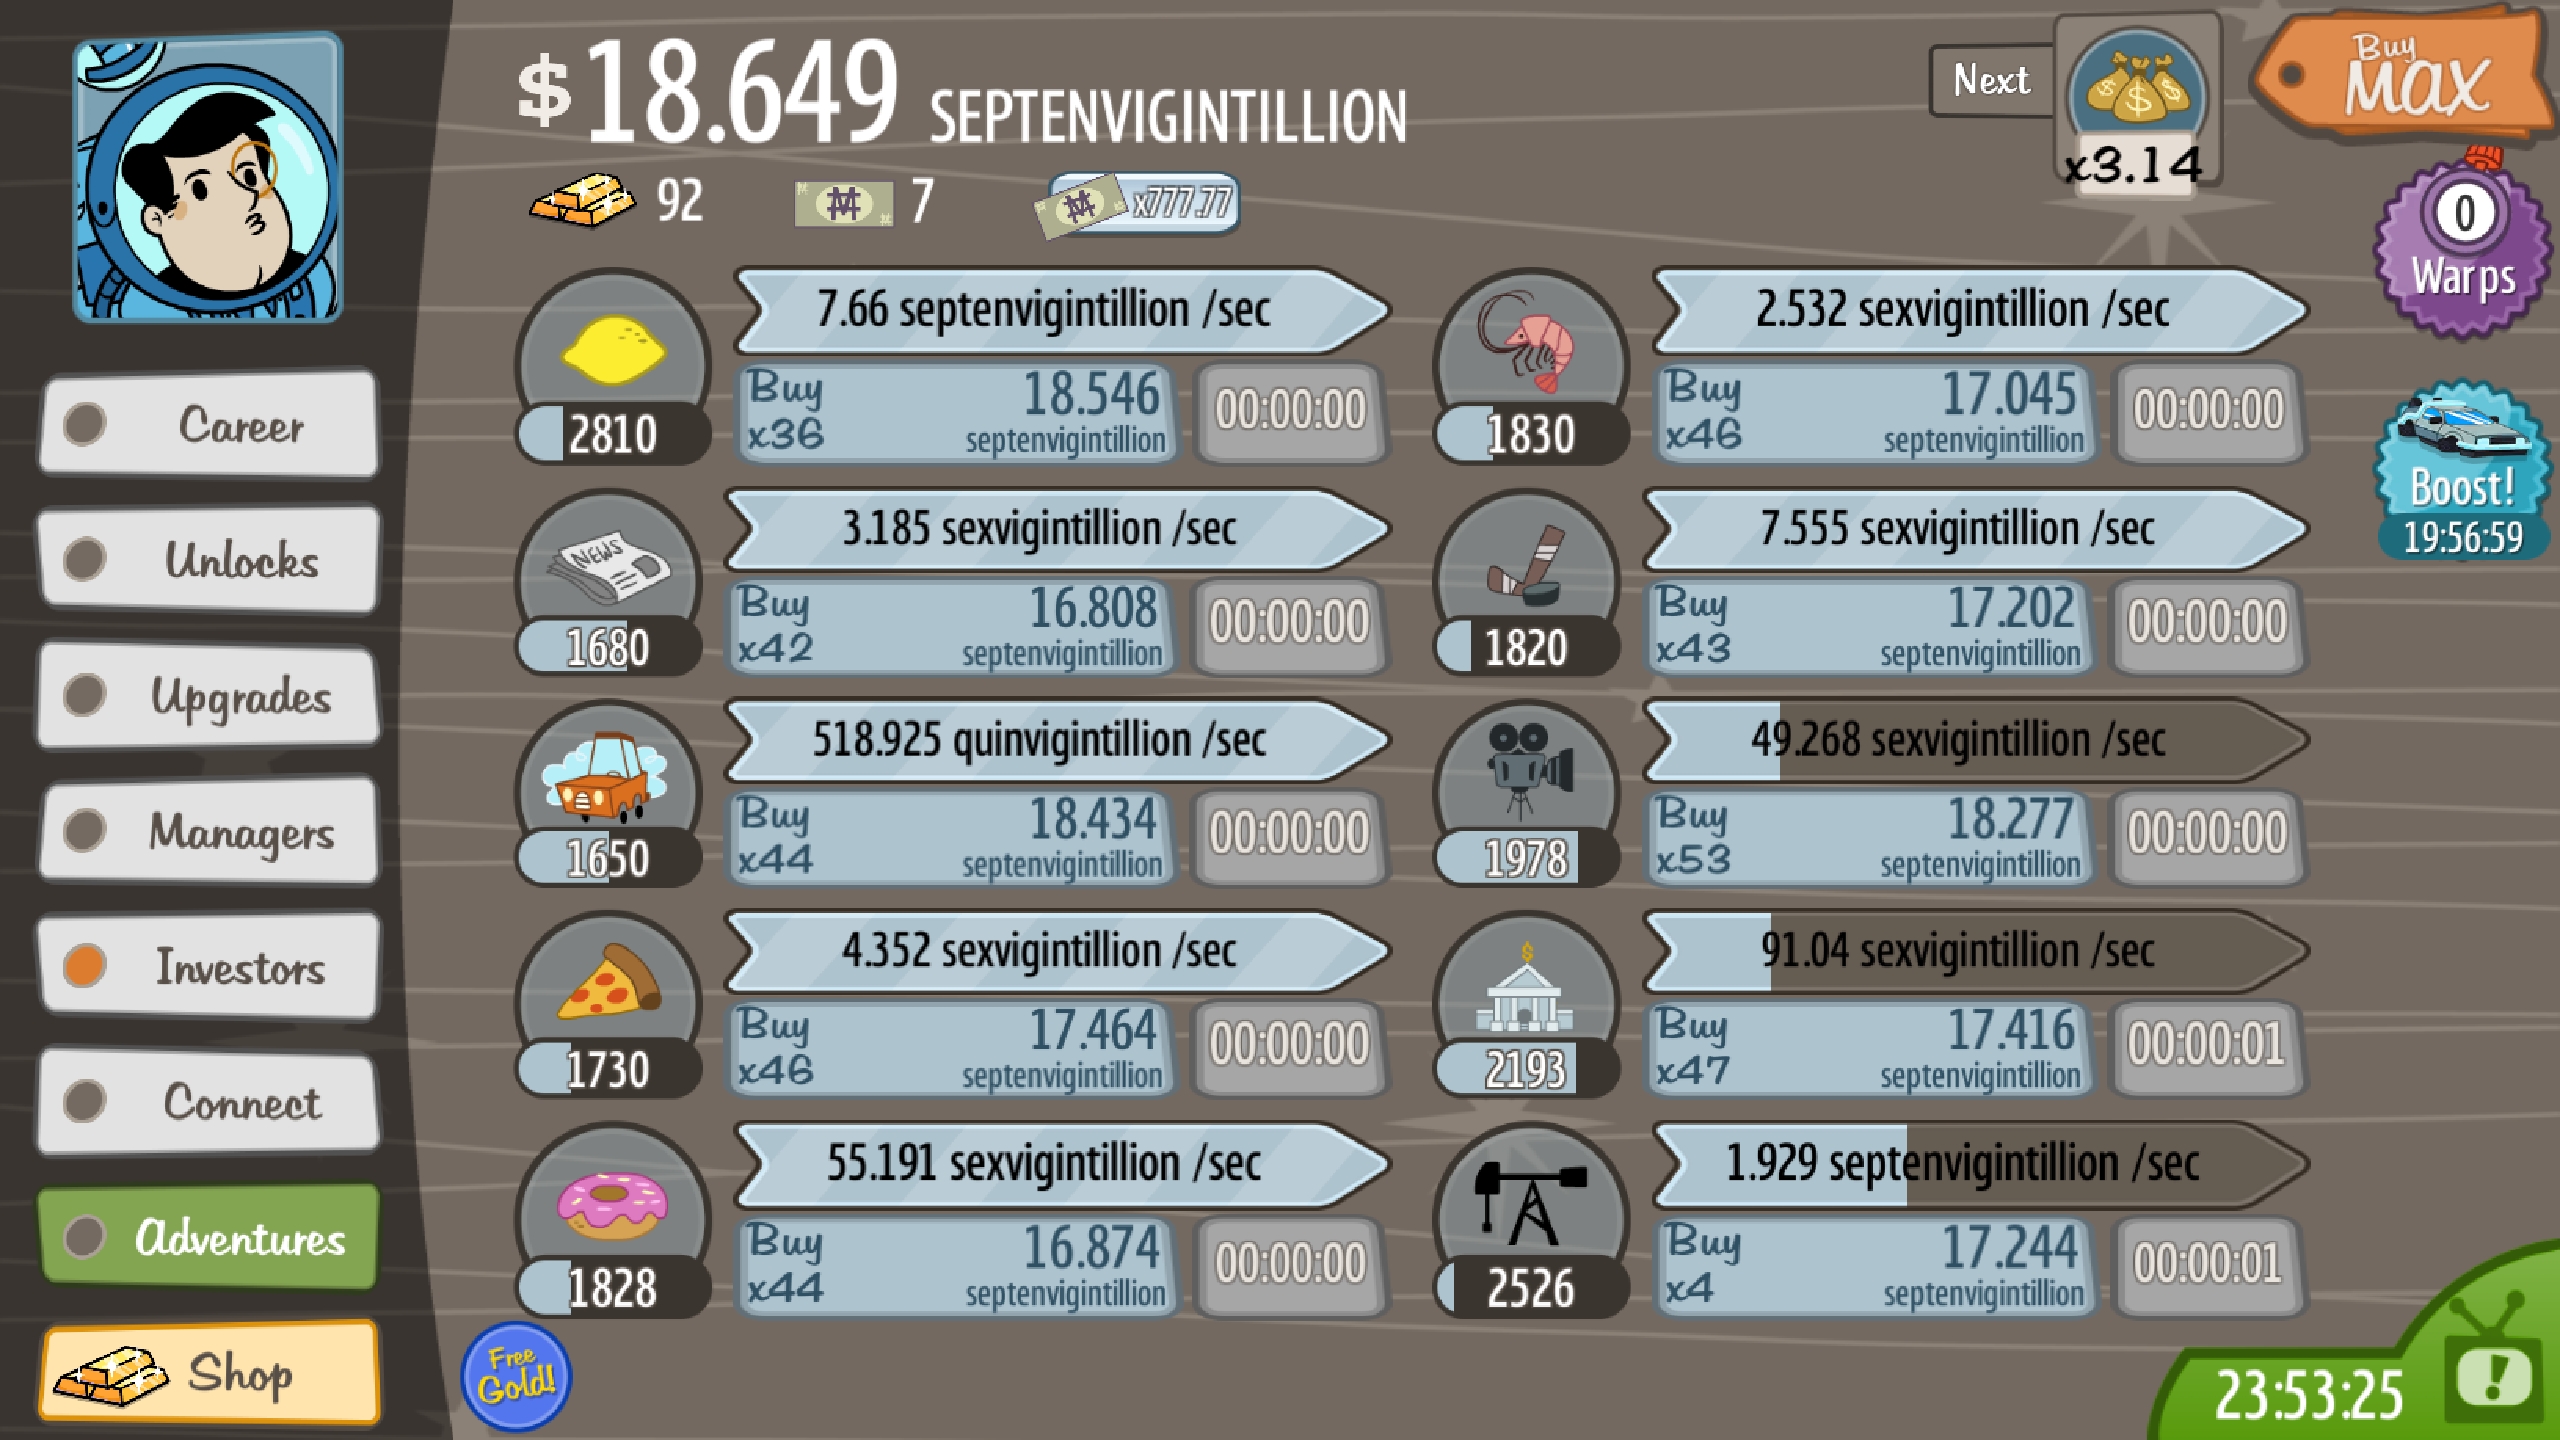 $18.649 SEPTENVIGINTILLION
Next
x3.14
Buy
MAX
92
7
x777.77
0
Warps
Boost!
19:56:59
Career
Unlocks
Upgrades
Managers
Investors
Connect
Adventures
Shop
7.66 septenvigintillion /sec
2810
Buy
x36
18.546
septenvigintillion
00:00:00
2.532 sexvigintillion /sec
1830
Buy
x46
17.045
septenvigintillion
00:00:00
NEWS
3.185 sexvigintillion /sec
1680
Buy
x42
16.808
septenvigintillion
00:00:00
7.555 sexvigintillion /sec
1820
Buy
x43
17.202
septenvigintillion
00:00:00
518.925 quinvigintillion /sec
1650
Buy
x44
18.434
septenvigintillion
00:00:00
49.268 sexvigintillion /sec
1978
Buy
x53
18.277
septenvigintillion
00:00:00
4.352 sexvigintillion /sec
1730
Buy
x46
17.464
septenvigintillion
00:00:00
91.04 sexvigintillion /sec
2193
Buy
x47
17.416
septenvigintillion
00:00:01
55.191 sexvigintillion /sec
1828
Buy
x44
16.874
septenvigintillion
00:00:00
1.929 septenvigintillion /sec
2526
Buy
x4
17.244
septenvigintillion
00:00:01
Free
Gold!
23:53:25
!